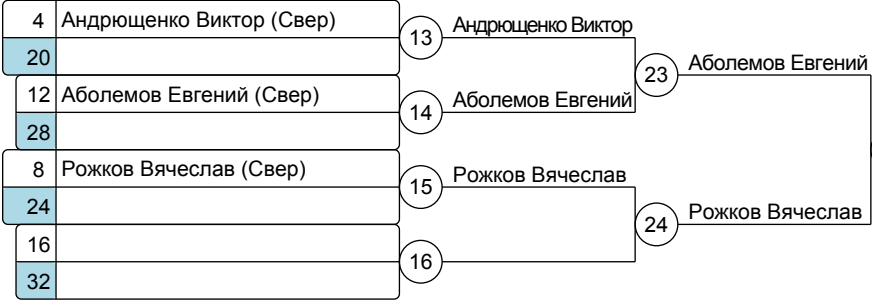 4 Андрющенко Виктор (Свер)
20
12 Аболемов Евгений (Свер)
28
8 Рожков Вячеслав (Свер)
24
16
32
13
14
15
16
Андрющенко Виктор
Аболемов Евгений
Рожков Вячеслав
23
24
Аболемов Евгений
Рожков Вячеслав